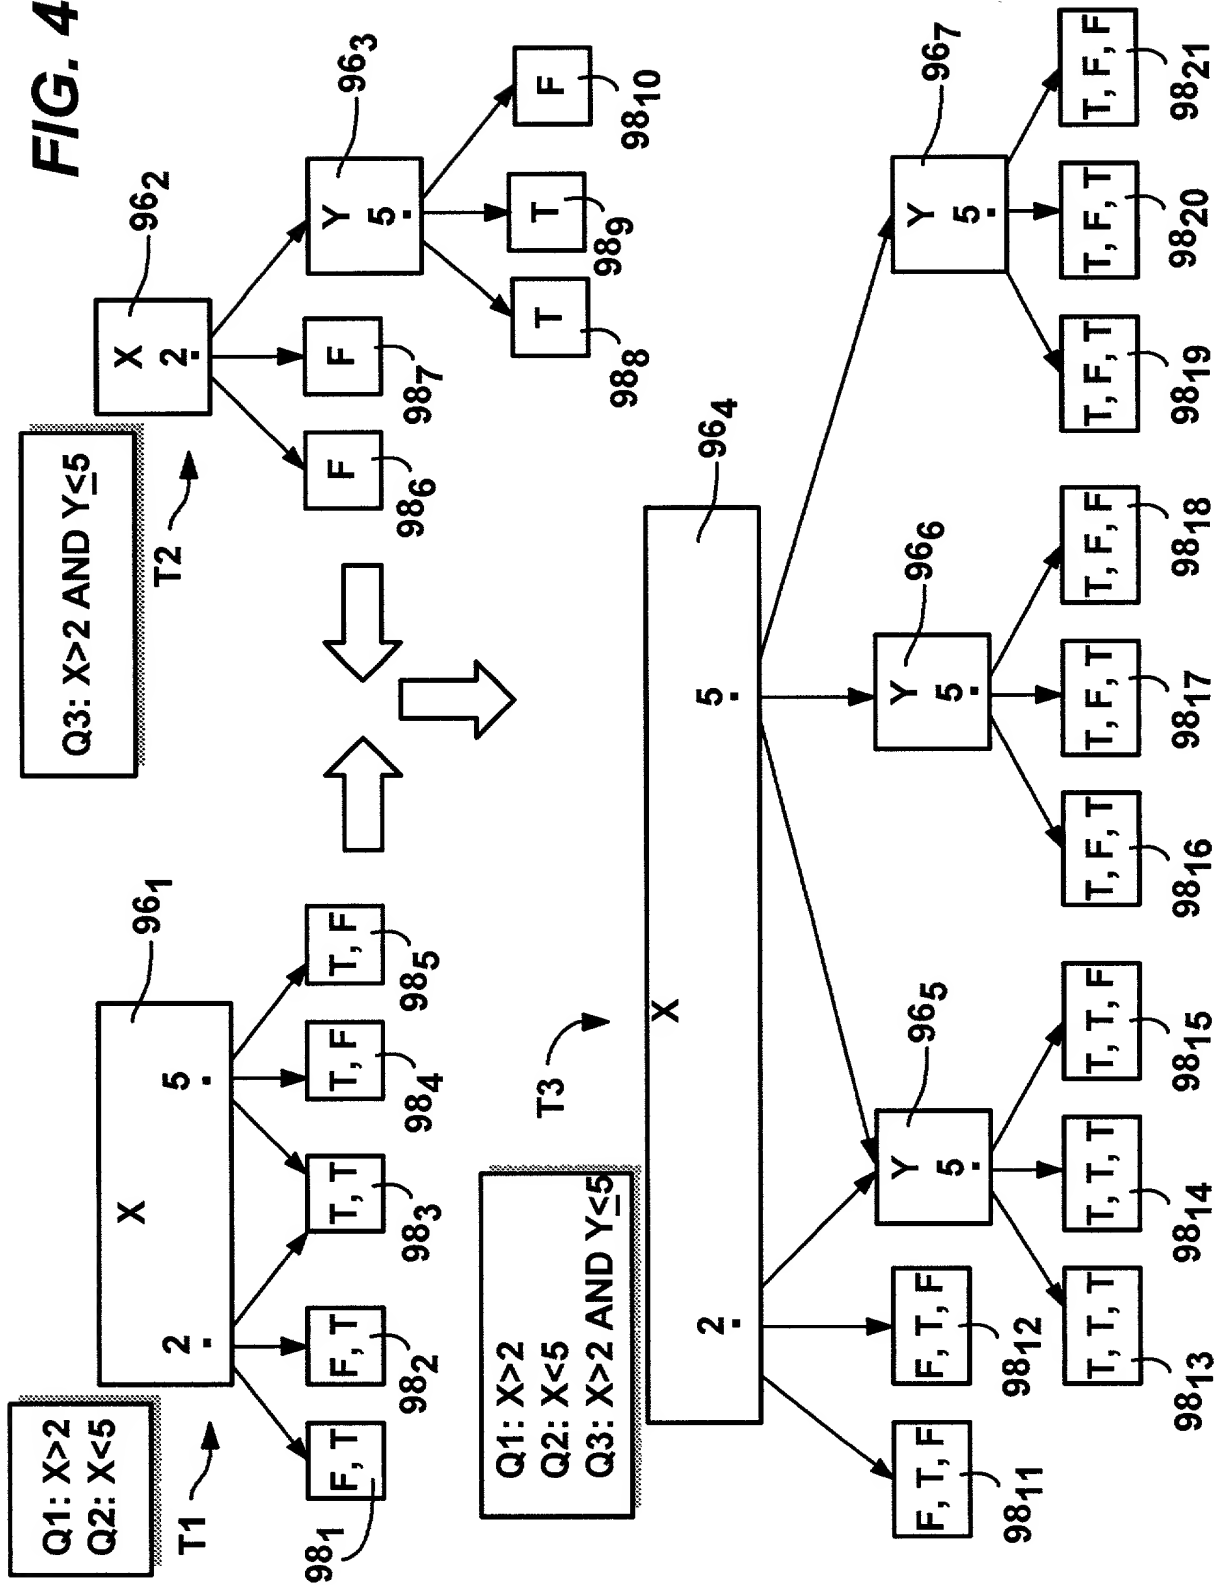 FIG. 4
Q1: X>2
Q2: X<5
T1
X
2.
5.
96₁
F, T
F, T
T, T
T, F
T, F
98₁
98₂
98₃
98₄
98₅
Q3: X>2 AND Y≤5
T2
X
2.
96₂
F
F
98₆
98₇
Y
5.
96₃
T
T
F
98₈
98₉
98₁₀
Q1: X>2
Q2: X<5
Q3: X>2 AND Y≤5
T3
X
2.
5.
96₄
F, T, F
F, T, F
98₁₁
98₁₂
Y
5.
96₅
Y
5.
96₆
Y
5.
96₇
T, T, T
T, T, T
T, T, F
T, F, T
T, F, T
T, F, F
T, F, T
T, F, T
T, F, F
98₁₃
98₁₄
98₁₅
98₁₆
98₁₇
98₁₈
98₁₉
98₂₀
98₂₁